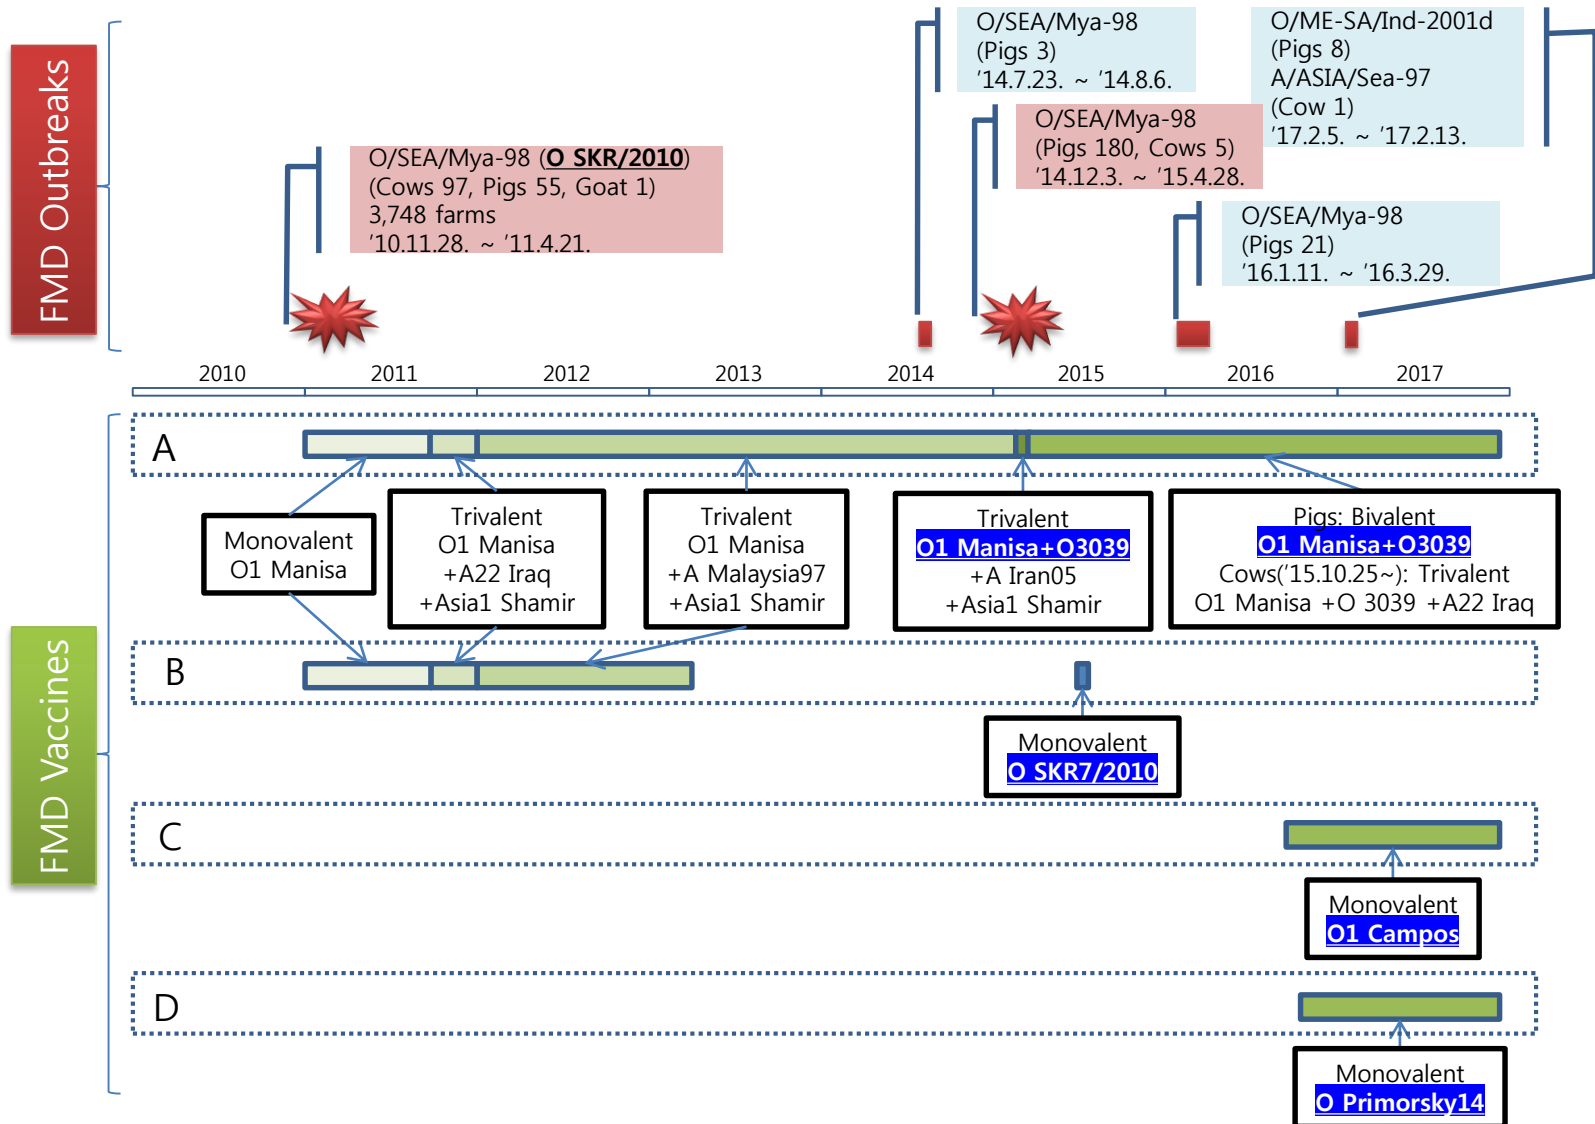 FMD Outbreaks
O/SEA/Mya-98 (O SKR/2010)
(Cows 97, Pigs 55, Goat 1)
3,748 farms
'10.11.28. ~ '11.4.21.
O/SEA/Mya-98
(Pigs 3)
'14.7.23. ~ '14.8.6.
O/SEA/Mya-98
(Pigs 180, Cows 5)
'14.12.3. ~ '15.4.28.
O/ME-SA/Ind-2001d
(Pigs 8)
A/ASIA/Sea-97
(Cow 1)
'17.2.5. ~ '17.2.13.
O/SEA/Mya-98
(Pigs 21)
'16.1.11. ~ '16.3.29.
2010 2011 2012 2013 2014 2015 2016 2017
FMD Vaccines
A
Monovalent
O1 Manisa
Trivalent
O1 Manisa
+A22 Iraq
+Asia1 Shamir
Trivalent
O1 Manisa
+A Malaysia97
+Asia1 Shamir
Trivalent
O1 Manisa+O3039
+A Iran05
+Asia1 Shamir
Pigs: Bivalent
O1 Manisa+O3039
Cows('15.10.25~): Trivalent
O1 Manisa +O 3039 +A22 Iraq
B
Monovalent
O SKR7/2010
C
Monovalent
O1 Campos
D
Monovalent
O Primorsky14